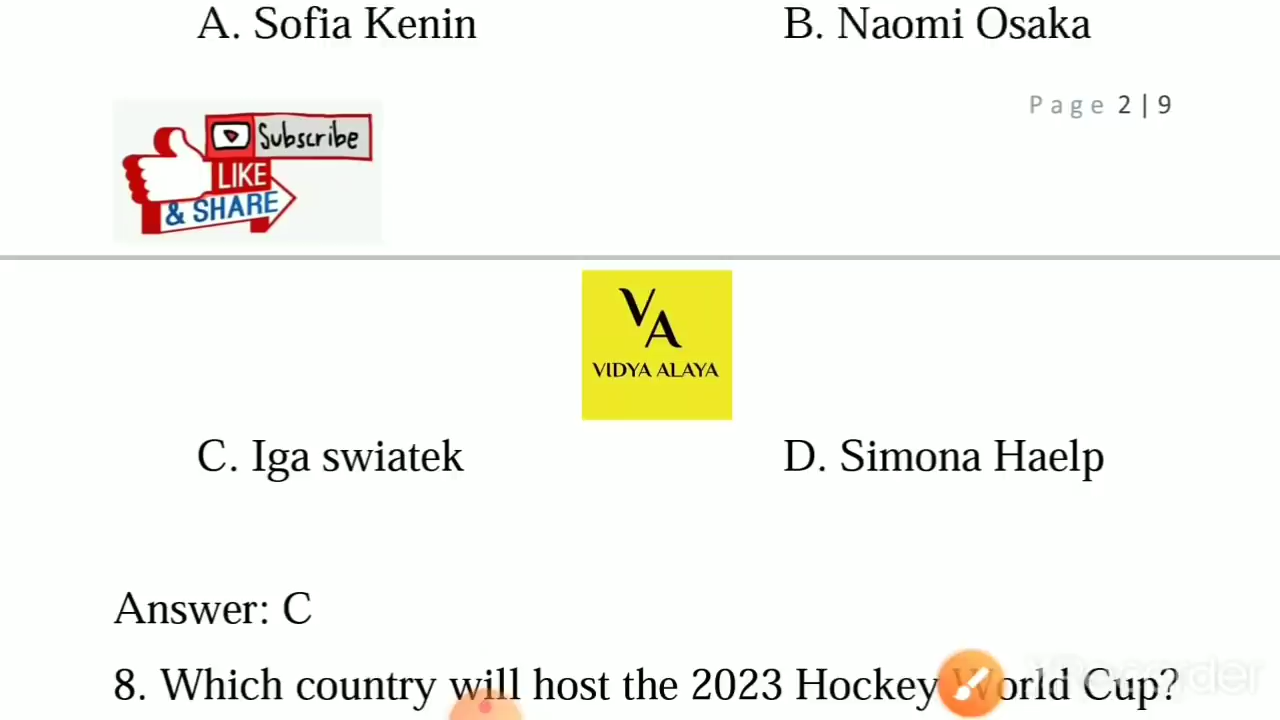 A. Sofia Kenin B. Naomi Osaka
Page 2 | 9
Subscribe
LIKE
& SHARE
VA
VIDYA ALAYA
C. Iga swiatek D. Simona Haelp
Answer: C
8. Which country will host the 2023 Hockey World Cup?